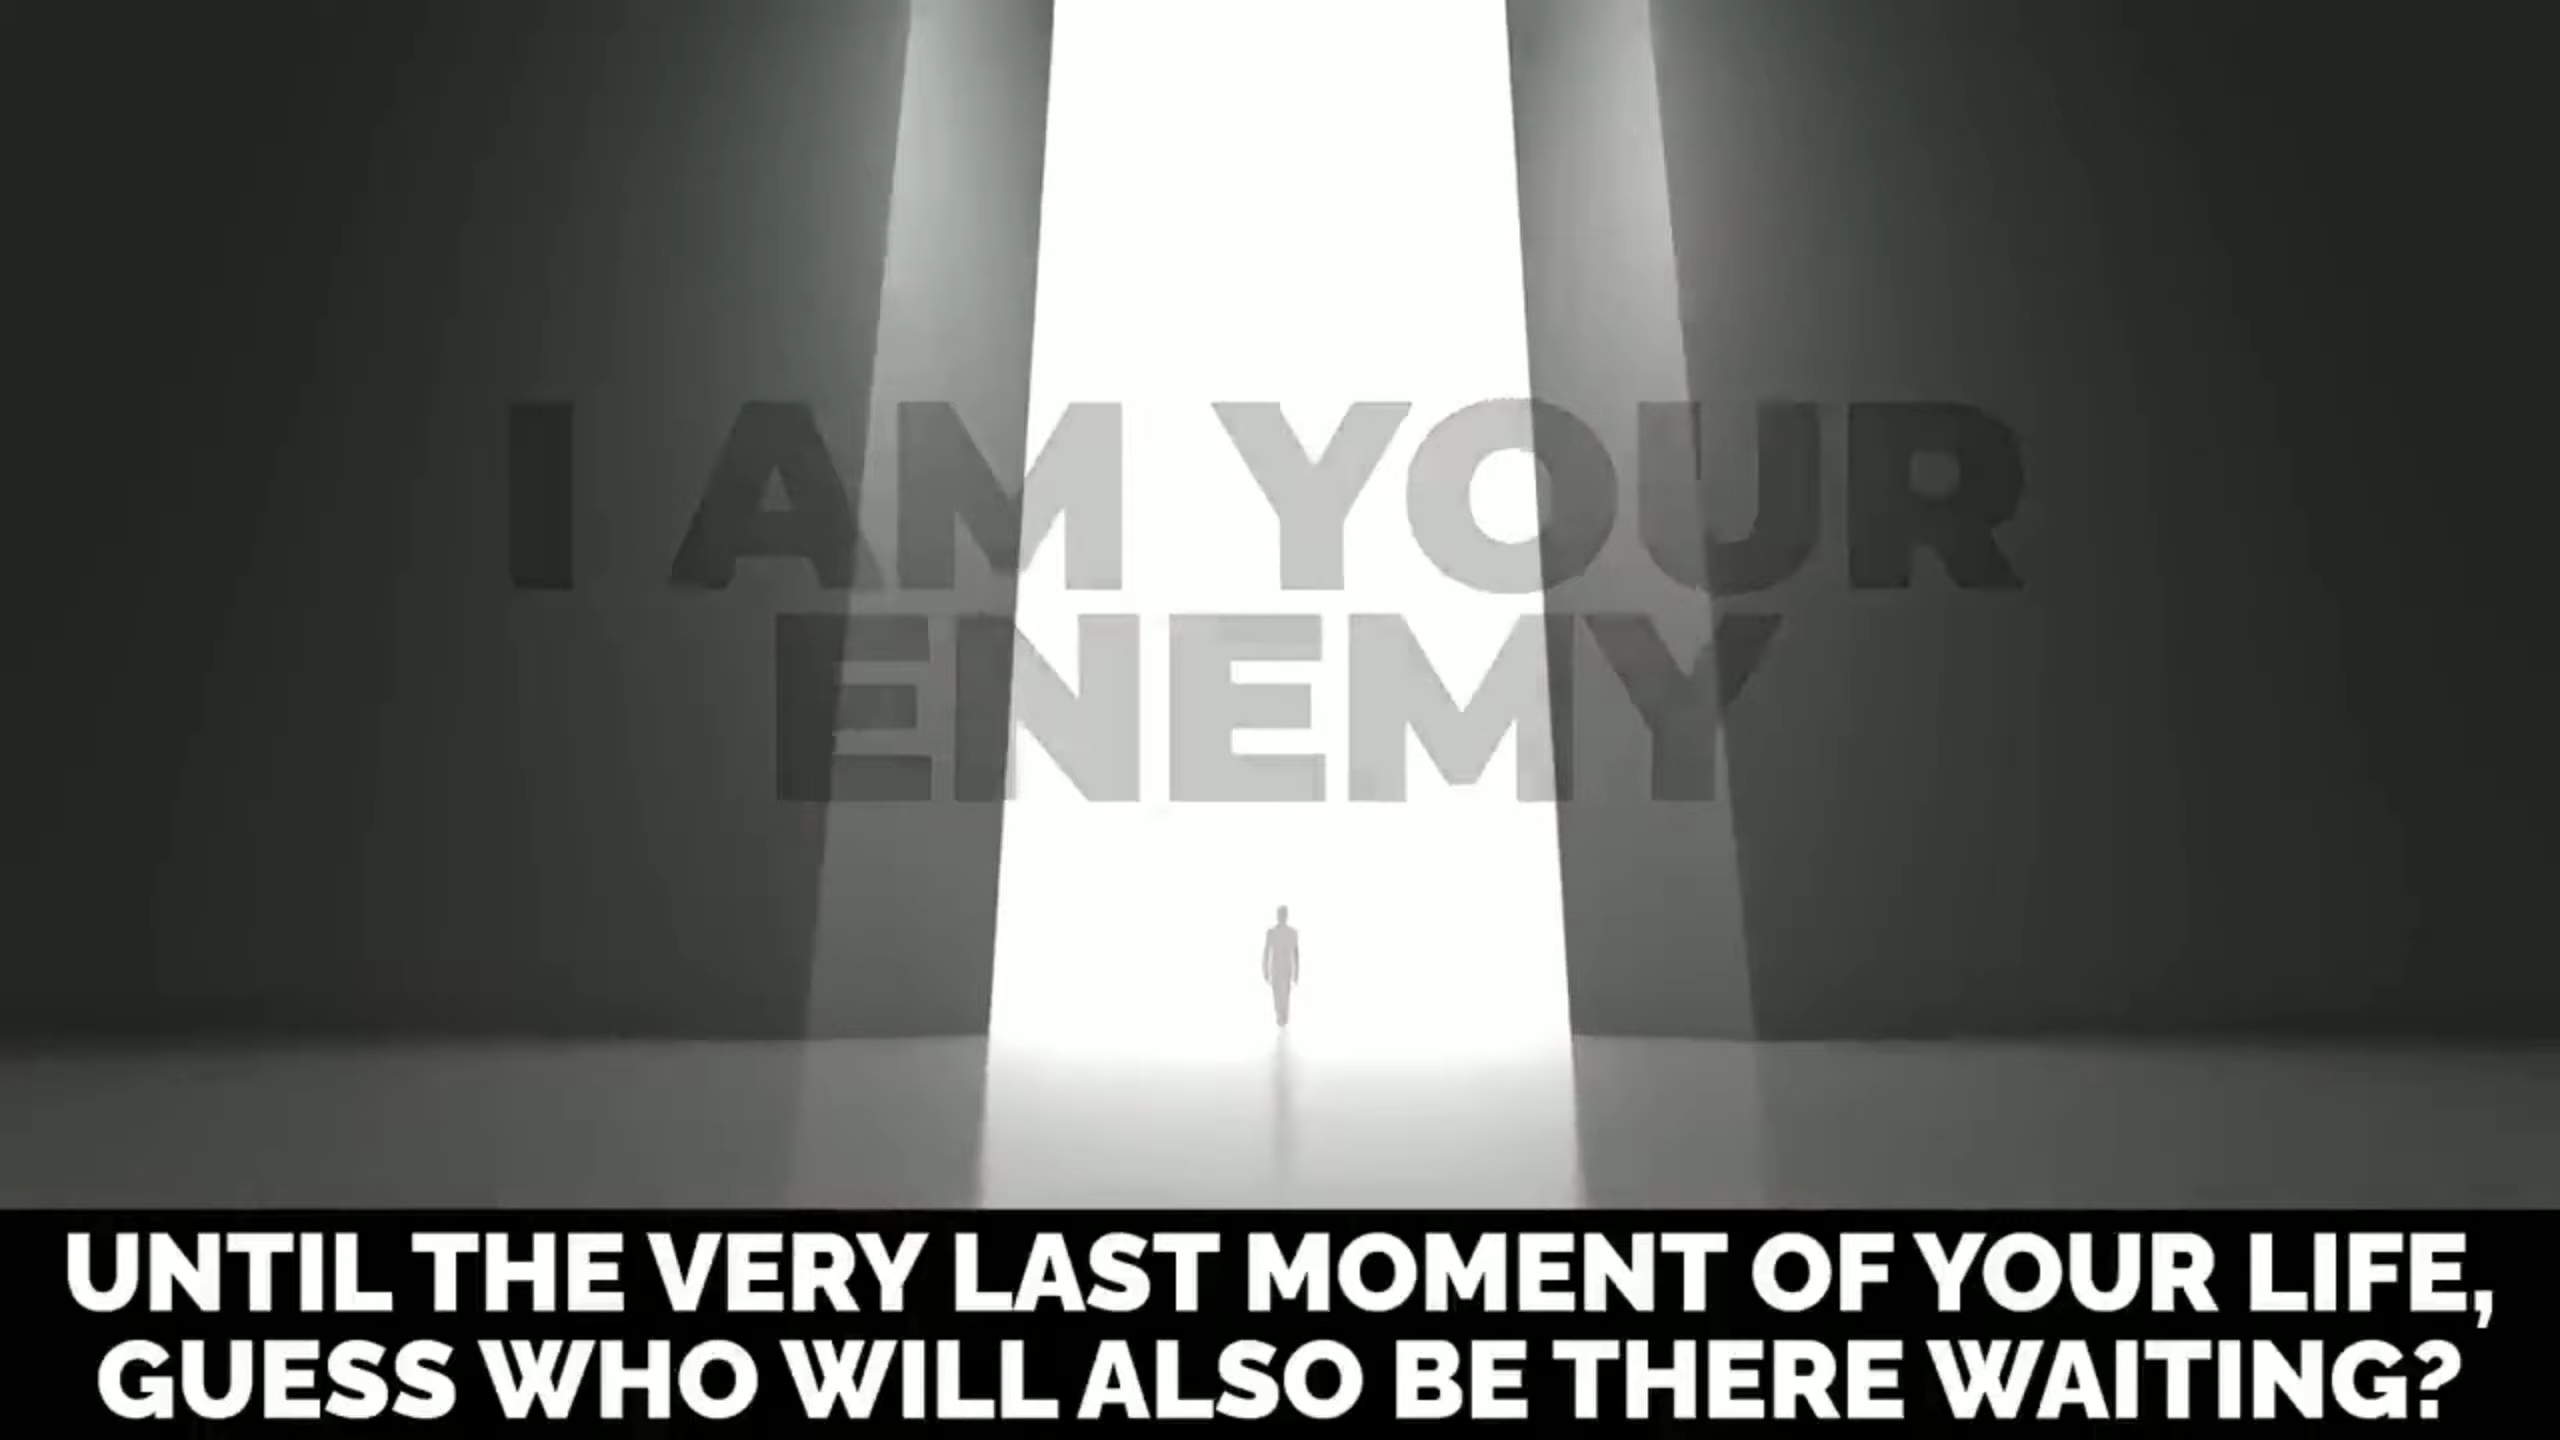 I AM YOUR
ENEMY
UNTIL THE VERY LAST MOMENT OF YOUR LIFE,
GUESS WHO WILL ALSO BE THERE WAITING?